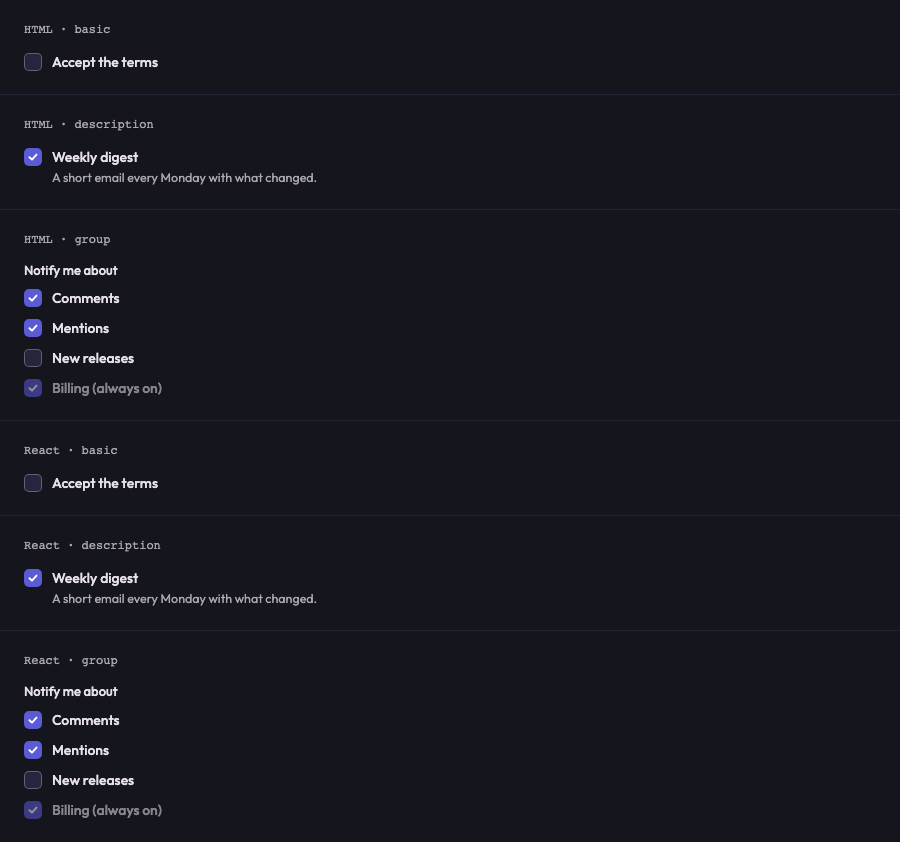 HTML • basic
Accept the terms
HTML • description
Weekly digest
A short email every Monday with what changed.
HTML • group
Notify me about
Comments
Mentions
New releases
Billing (always on)
React • basic
Accept the terms
React • description
Weekly digest
A short email every Monday with what changed.
React • group
Notify me about
Comments
Mentions
New releases
Billing (always on)